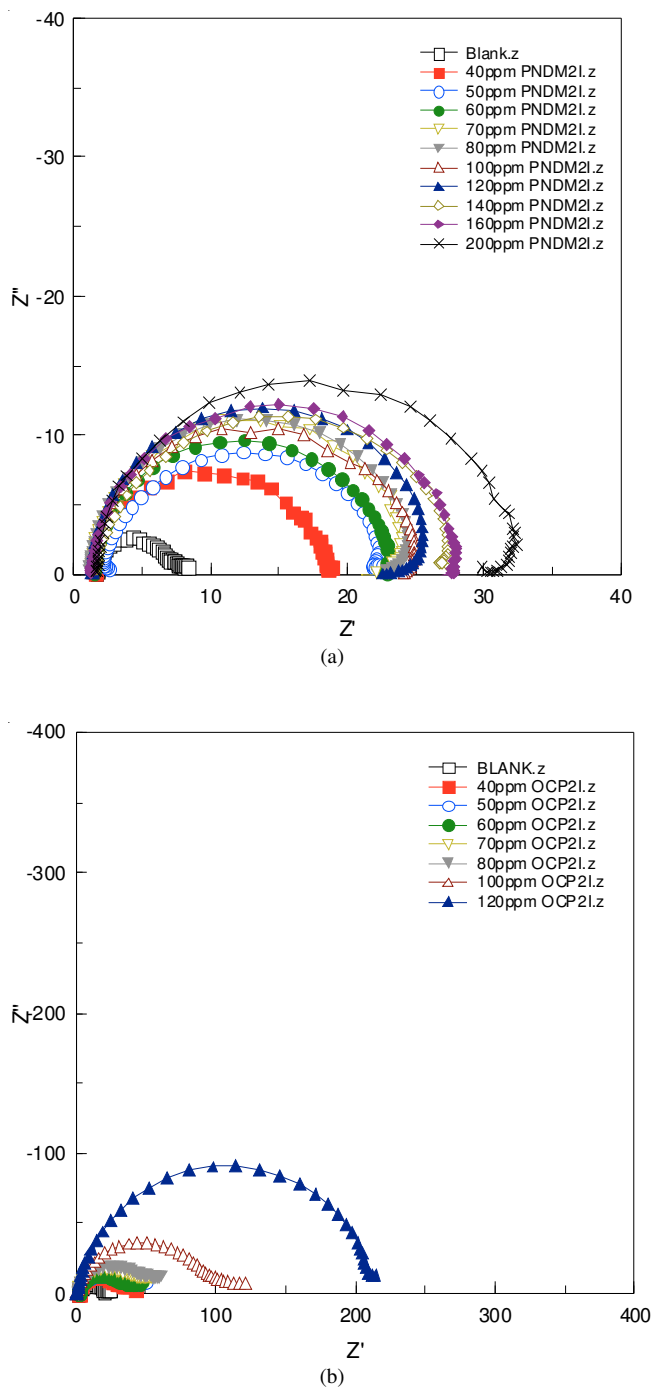 -40
-30
-20
-10
0
0
10
20
30
40
Z''
Z'
Blank.z
40ppm PNDM2I.z
50ppm PNDM2I.z
60ppm PNDM2I.z
70ppm PNDM2I.z
80ppm PNDM2I.z
100ppm PNDM2I.z
120ppm PNDM2I.z
140ppm PNDM2I.z
160ppm PNDM2I.z
200ppm PNDM2I.z
(a)
-400
-300
-200
-100
0
0
100
200
300
400
Z''
Z'
BLANK.z
40ppm OCP2I.z
50ppm OCP2I.z
60ppm OCP2I.z
70ppm OCP2I.z
80ppm OCP2I.z
100ppm OCP2I.z
120ppm OCP2I.z
(b)